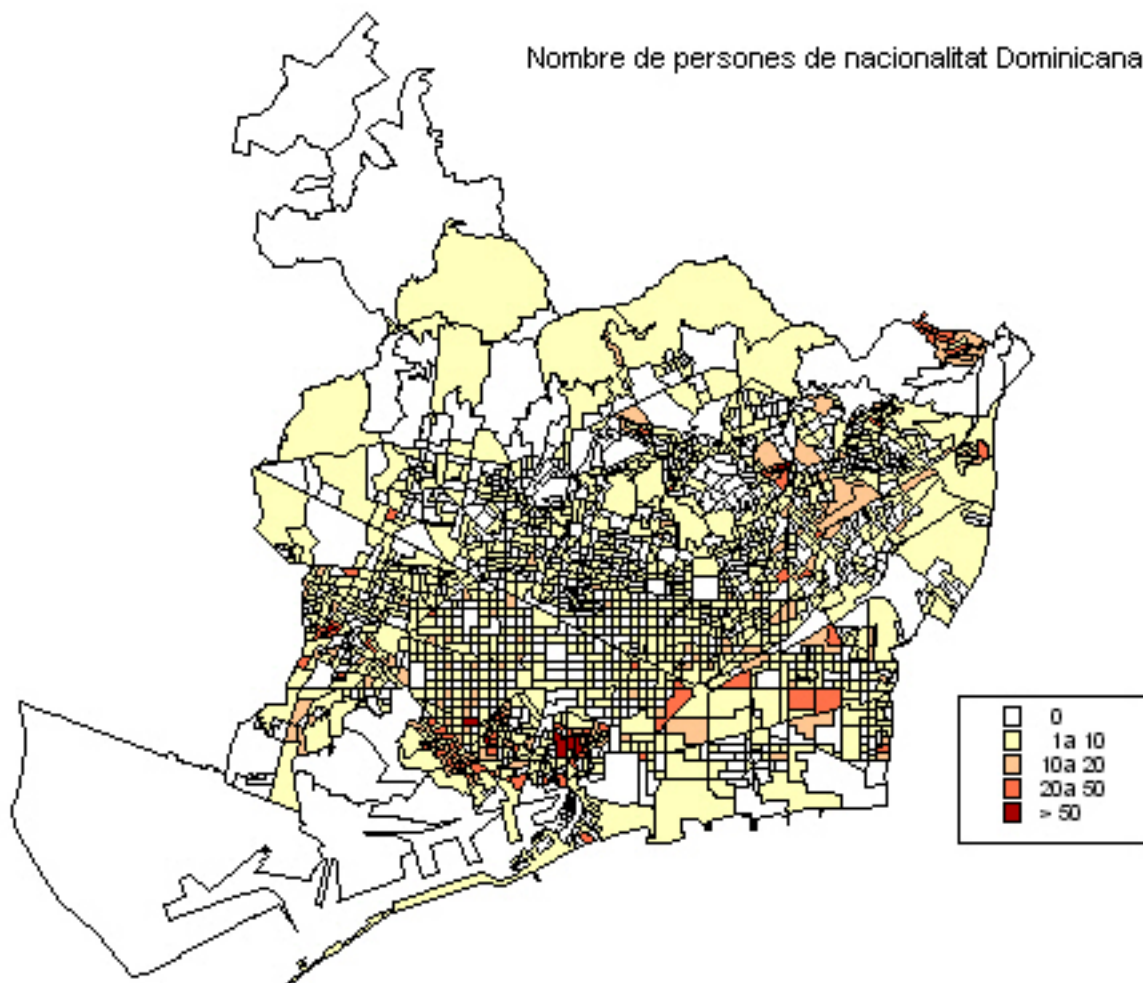 Nombre de persones de nacionalitat Dominicana
0
1a 10
10a 20
20a 50
> 50